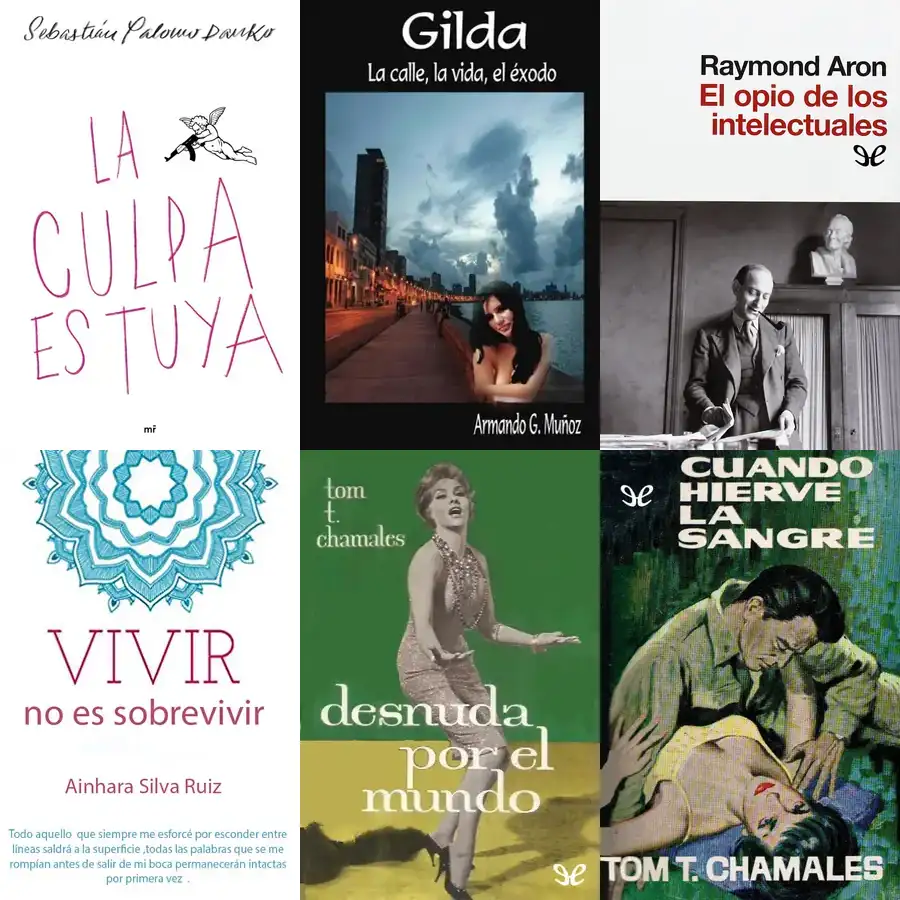 Sebastián Palomo Danko
LA
CULPA
ES TUYA
mr
Gilda
La calle, la vida, el éxodo
Armando G. Muñoz
Raymond Aron
El opio de los
intelectuales
VIVIR
no es sobrevivir
Ainhara Silva Ruiz
Todo aquello que siempre me esforcé por esconder entre
líneas saldrá a la superficie ,todas las palabras que se me
rompían antes de salir de mi boca permanecerán intactas
por primera vez .
tom
t.
chamales
desnuda
por el
mundo
CUANDO
HIERVE
LA
SANGRE
TOM T. CHAMALES